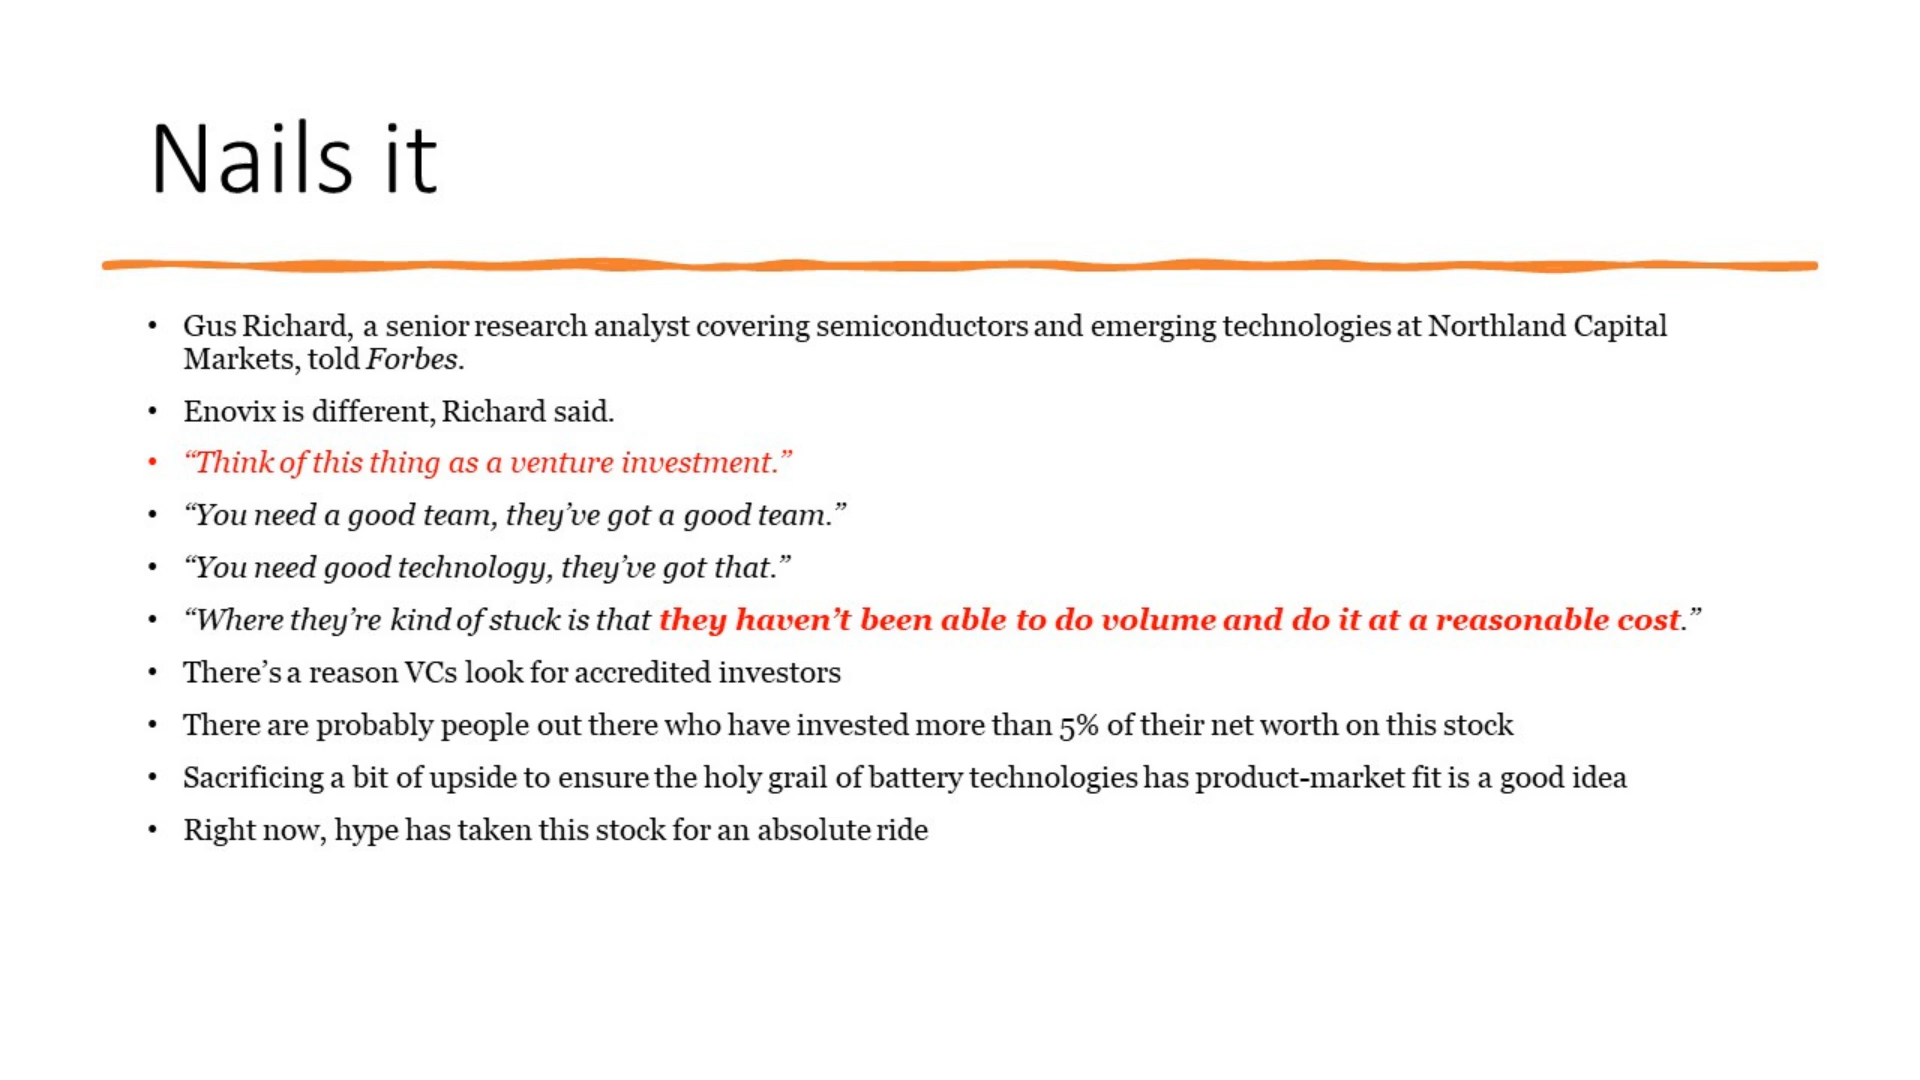 Nails it
• Gus Richard, a senior research analyst covering semiconductors and emerging technologies at Northland Capital
Markets, told Forbes.
• Enovix is different, Richard said.
• “Think of this thing as a venture investment.”
• “You need a good team, they’ve got a good team.”
• “You need good technology, they’ve got that.”
• “Where they’re kind of stuck is that they haven’t been able to do volume and do it at a reasonable cost.”
• There’s a reason VCs look for accredited investors
• There are probably people out there who have invested more than 5% of their net worth on this stock
• Sacrificing a bit of upside to ensure the holy grail of battery technologies has product-market fit is a good idea
• Right now, hype has taken this stock for an absolute ride